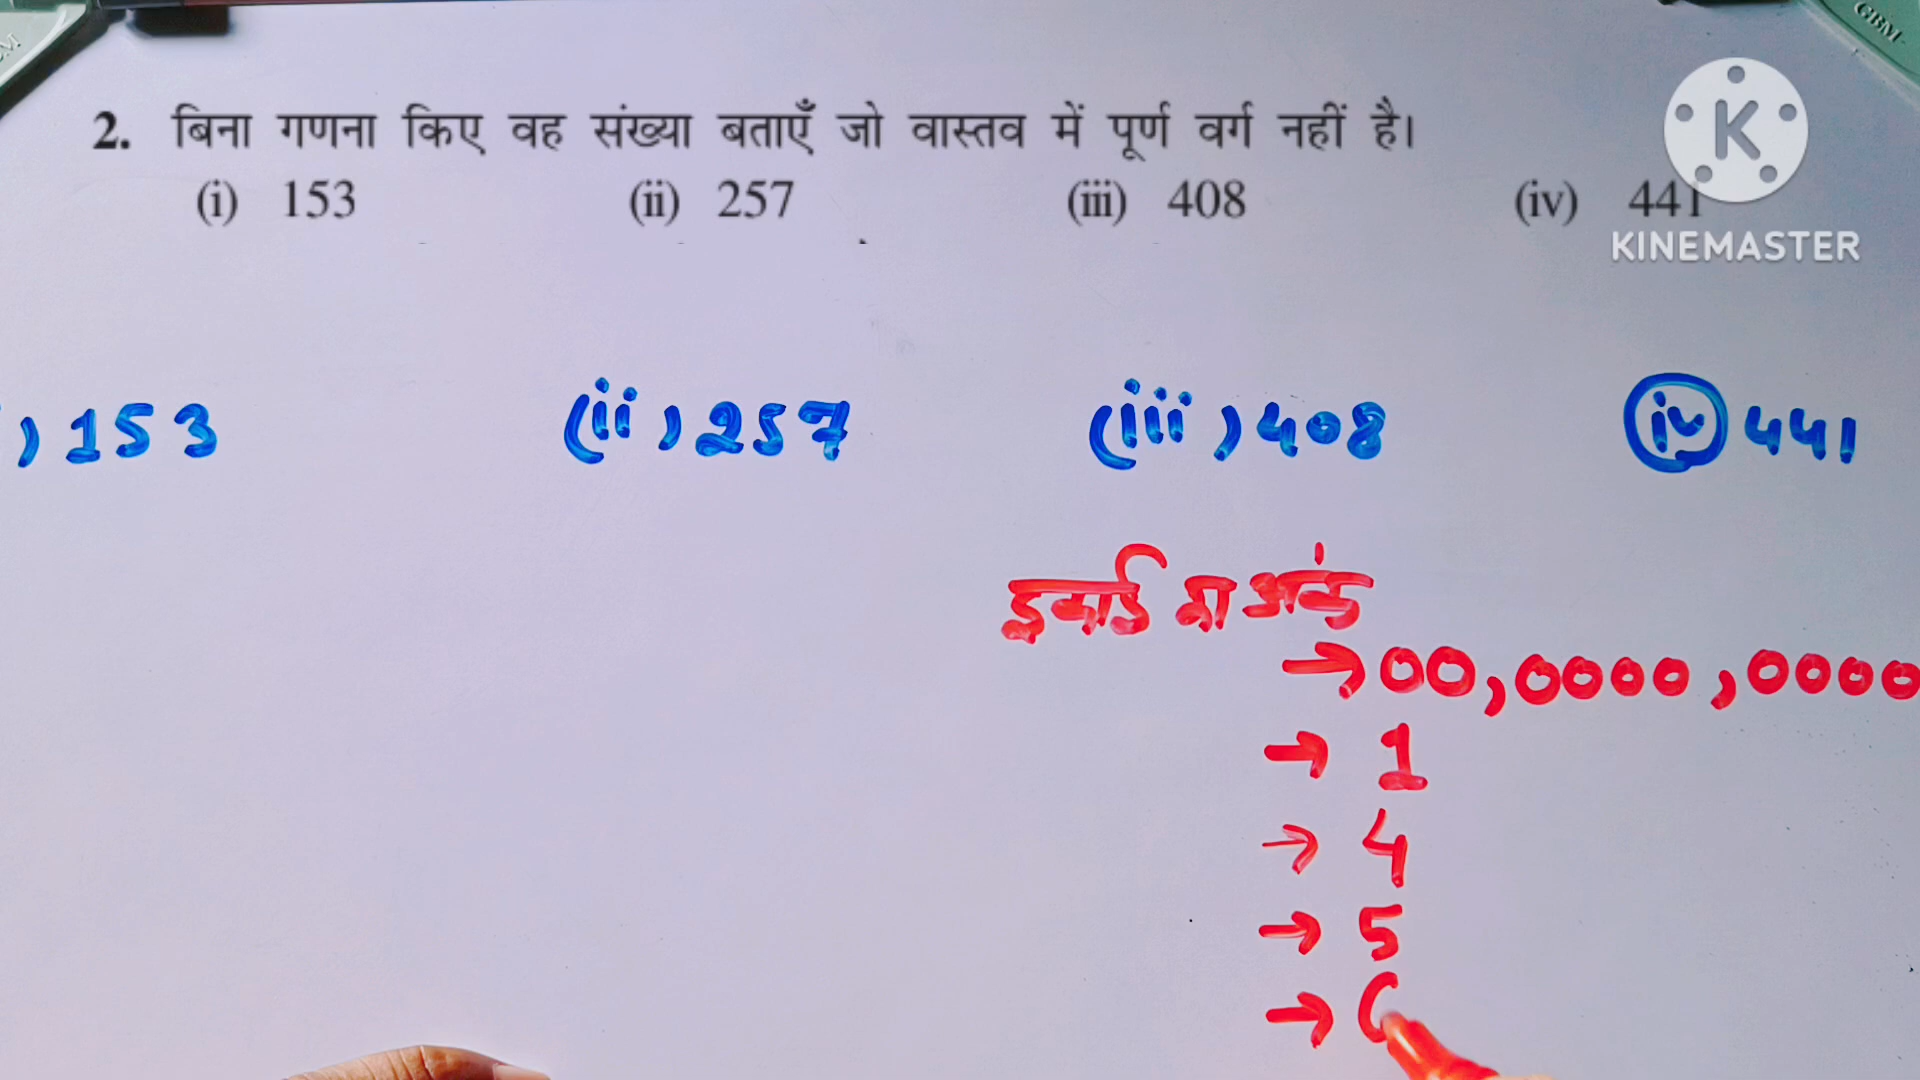 2. बिना गणना किए वह संख्या बताएँ जो वास्तव में पूर्ण वर्ग नहीं है।
(i) 153 (ii) 257 (iii) 408 (iv) 441
KINEMASTER
) 153 (ii) 257 (iii) 408 (iv) 441
इकाई का अंक
→ 00, 0000, 0000
→ 1
→ 4
→ 5
→
GBM